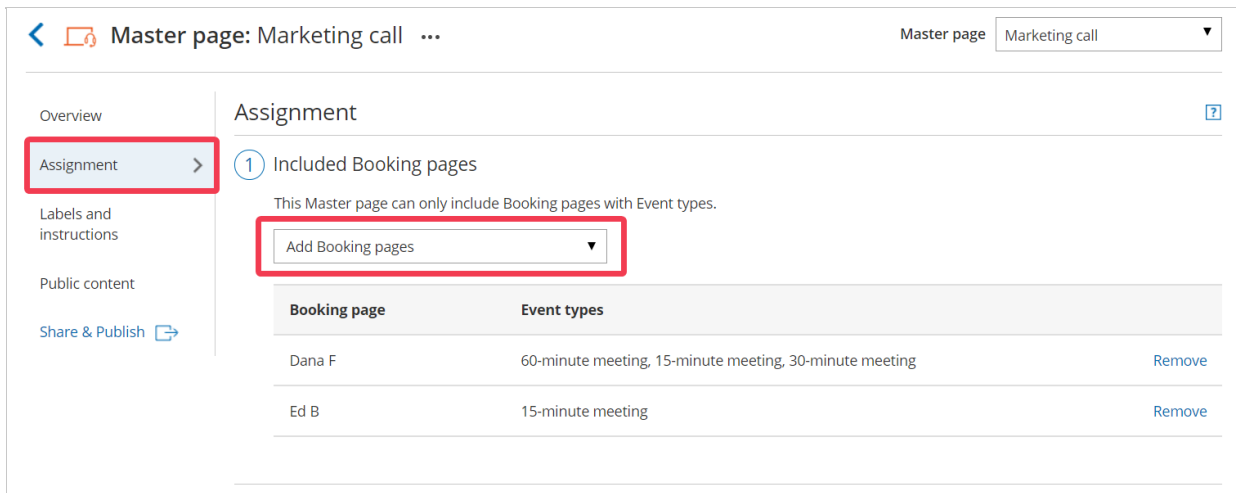 Master page: Marketing call ...
Master page Marketing call
Overview
Assignment
Labels and
instructions
Public content
Share & Publish
Assignment
?
1 Included Booking pages
This Master page can only include Booking pages with Event types.
Add Booking pages
Booking page Event types
Dana F 60-minute meeting, 15-minute meeting, 30-minute meeting Remove
Ed B 15-minute meeting Remove